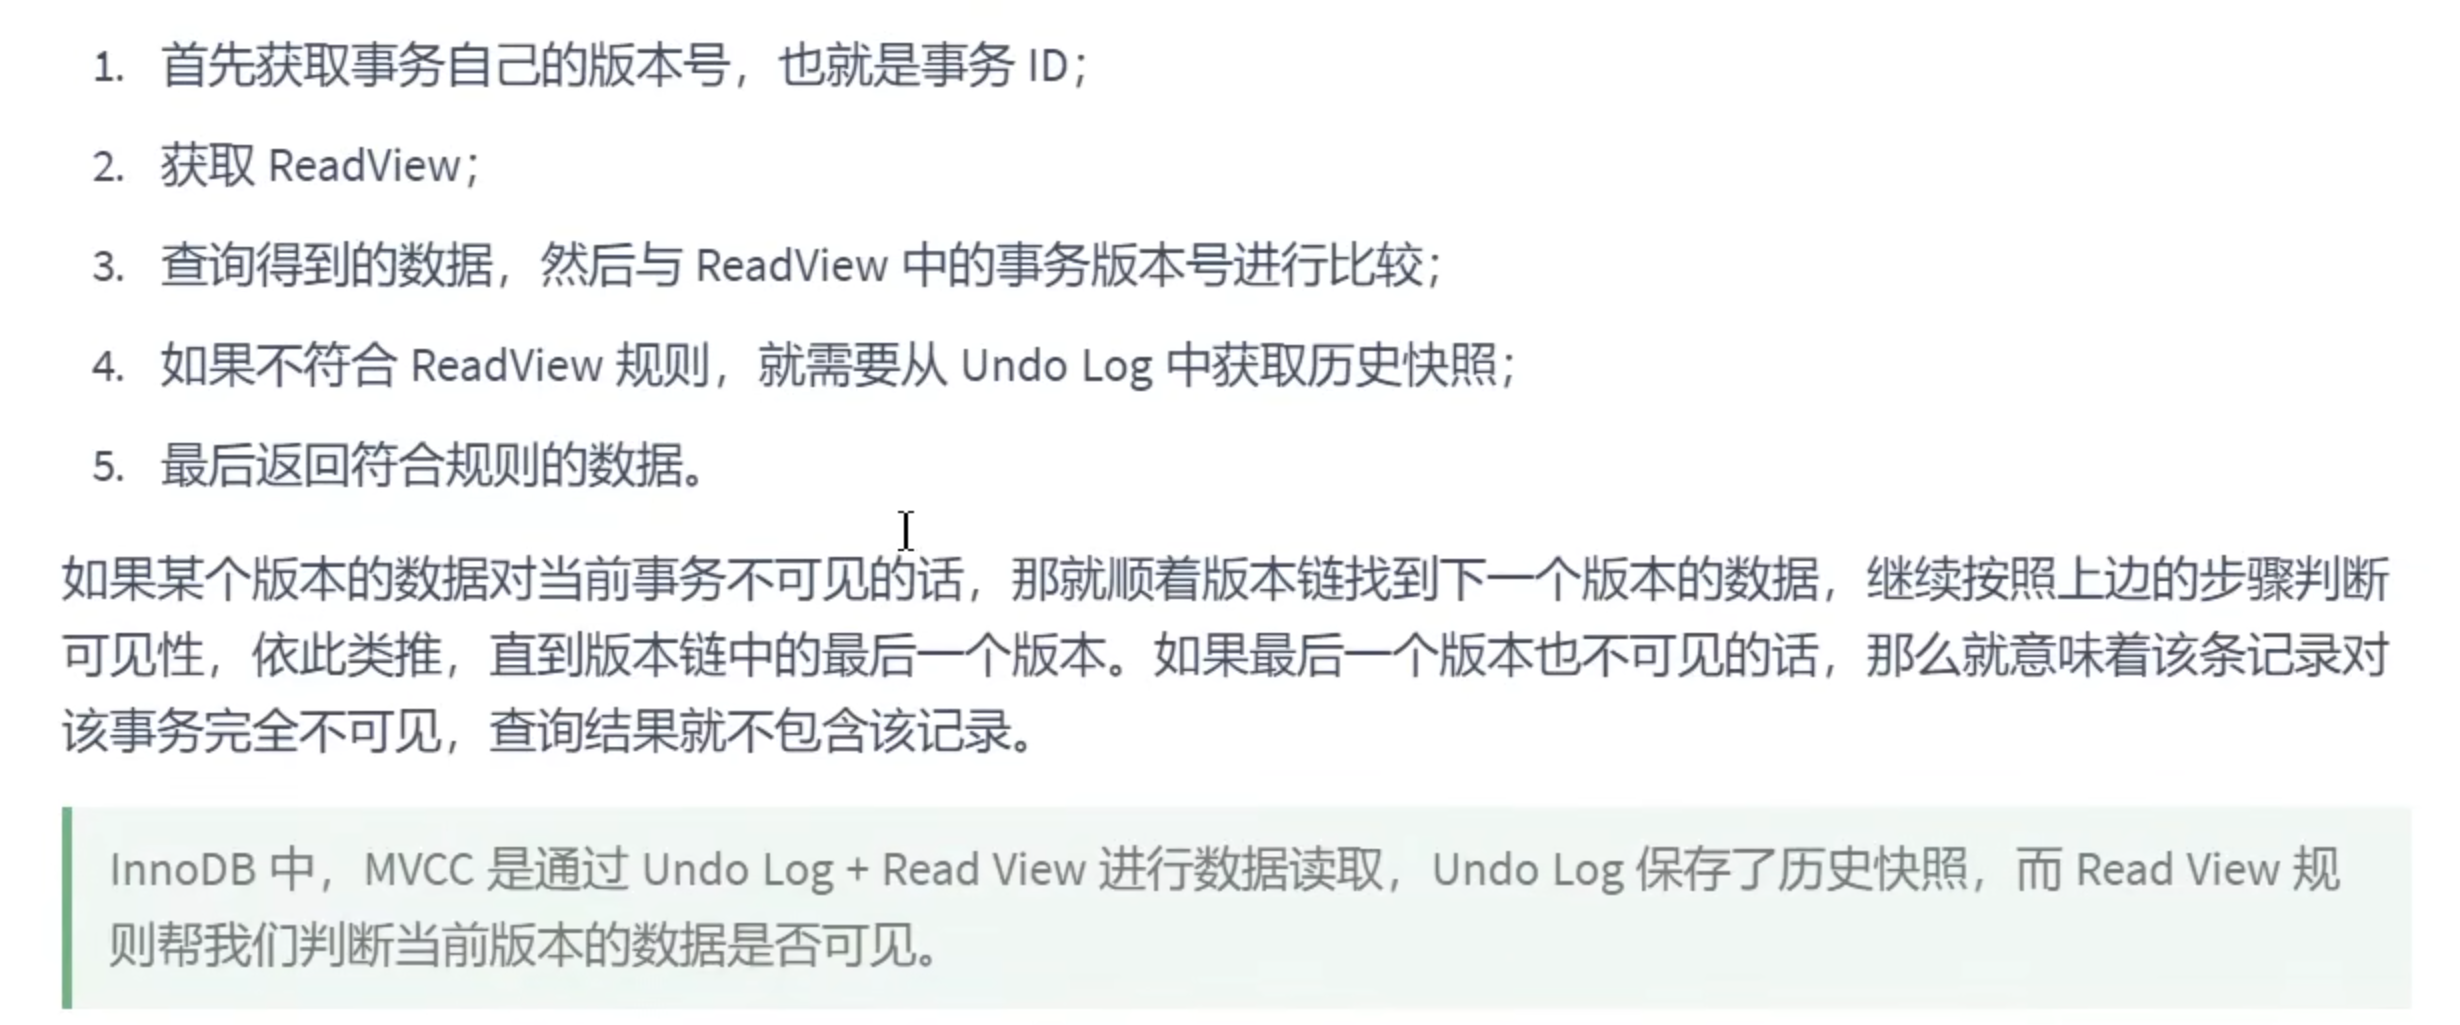 1. 首先获取事务自己的版本号，也就是事务 ID；
2. 获取 ReadView；
3. 查询得到的数据，然后与 ReadView 中的事务版本号进行比较；
4. 如果不符合 ReadView 规则，就需要从 Undo Log 中获取历史快照；
5. 最后返回符合规则的数据。
如果某个版本的数据对当前事务不可见的话，那就顺着版本链找到下一个版本的数据，继续按照上边的步骤判断
可见性，依此类推，直到版本链中的最后一个版本。如果最后一个版本也不可见的话，那么就意味着该条记录对
该事务完全不可见，查询结果就不包含该记录。
InnoDB 中，MVCC 是通过 Undo Log + Read View 进行数据读取，Undo Log 保存了历史快照，而 Read View 规
则帮我们判断当前版本的数据是否可见。